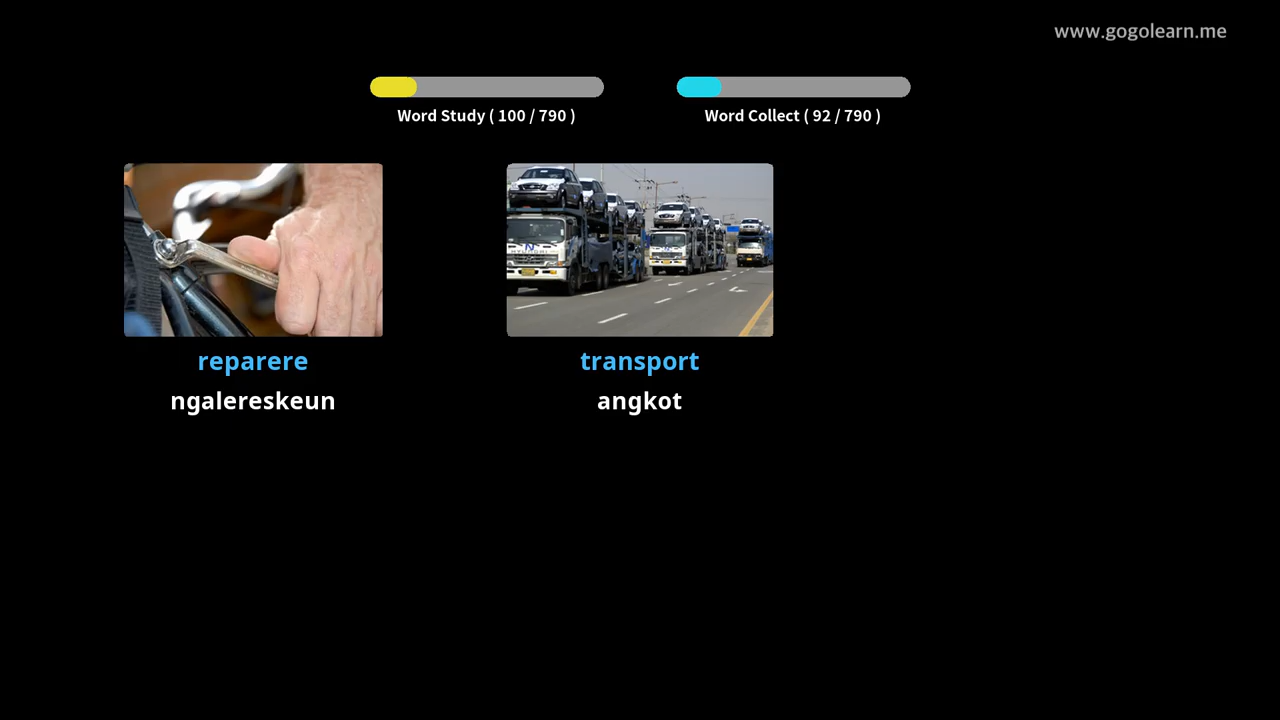 www.gogolearn.me
Word Study ( 100 / 790 )
Word Collect ( 92 / 790 )
reparere
ngalereskeun
transport
angkot